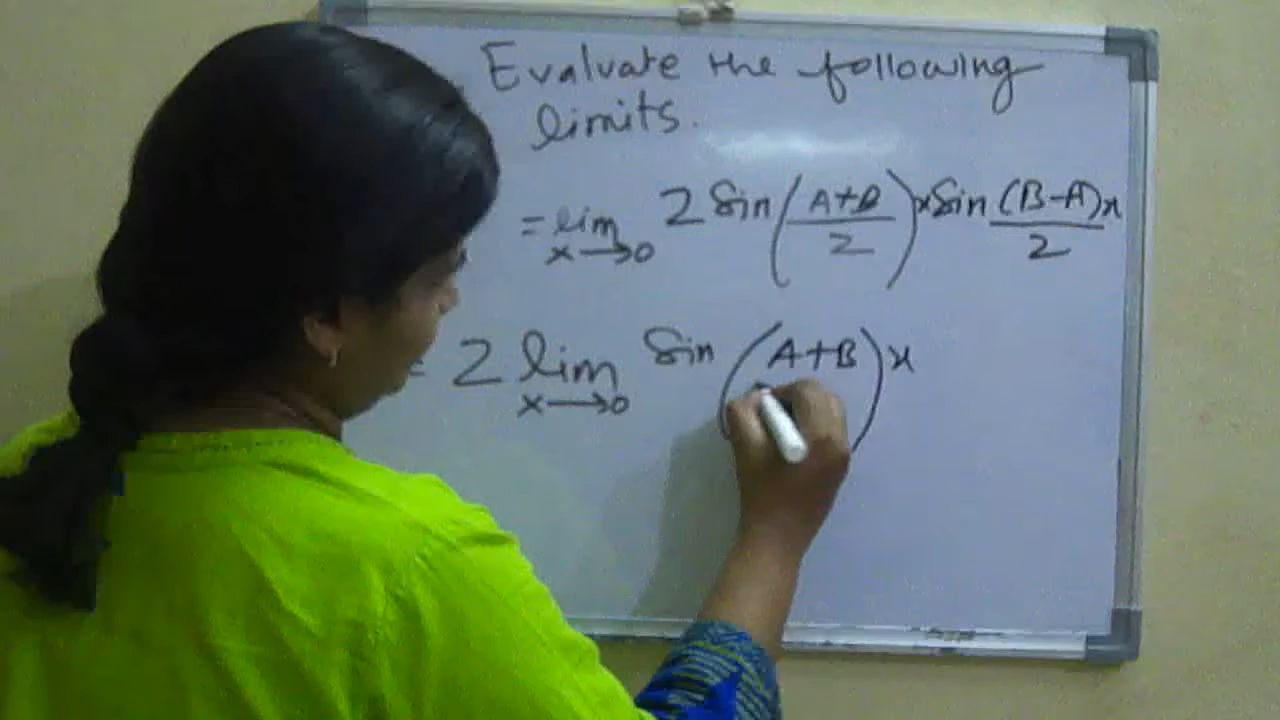 Evaluate the following
limits.
= lim x→0 2 Sin (A+B/2) x Sin (B-A)x/2
= 2 lim x→0 Sin (A+B) x